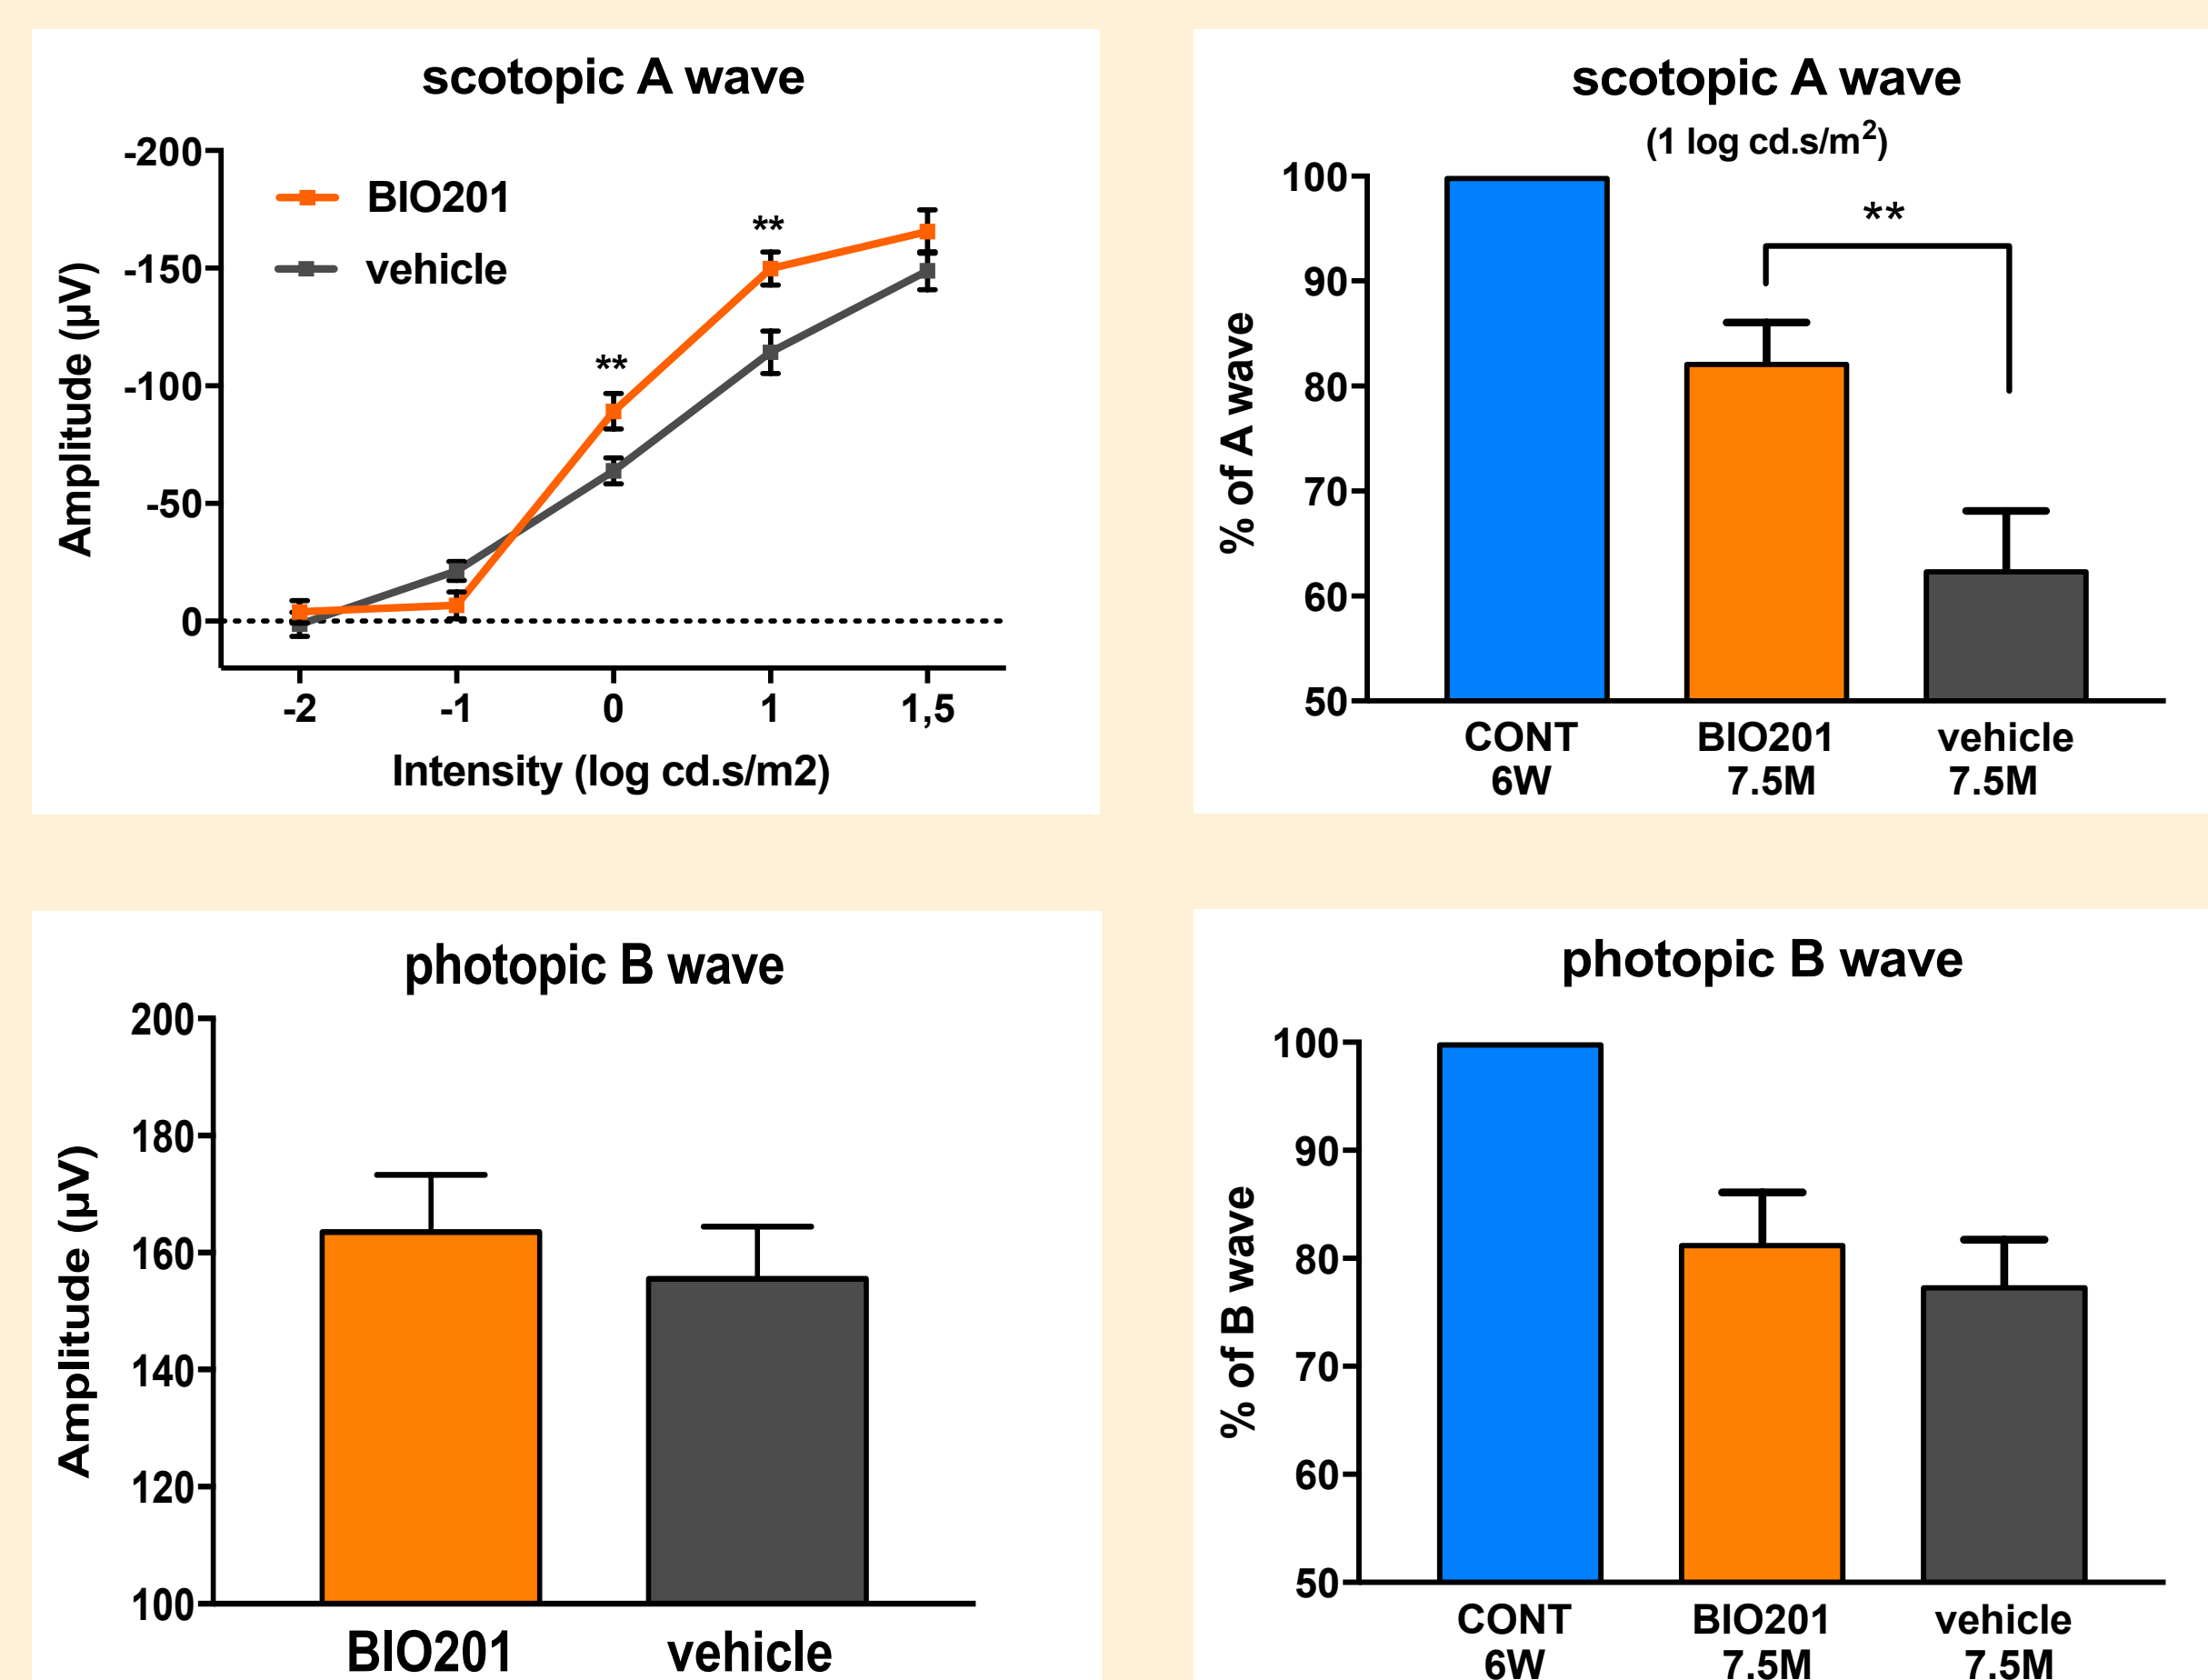 scotopic A wave
-200
-150
-100
-50
0
Amplitude (µV)
BIO201
vehicle
**
**
-2 -1 0 1 1,5
Intensity (log cd.s/m2)
scotopic A wave
(1 log cd.s/m²)
100
90
80
70
60
50
% of A wave
**
CONT BIO201 vehicle
6W 7.5M 7.5M
photopic B wave
200
180
160
140
120
100
Amplitude (µV)
BIO201 vehicle
photopic B wave
100
90
80
70
60
50
% of B wave
CONT BIO201 vehicle
6W 7.5M 7.5M